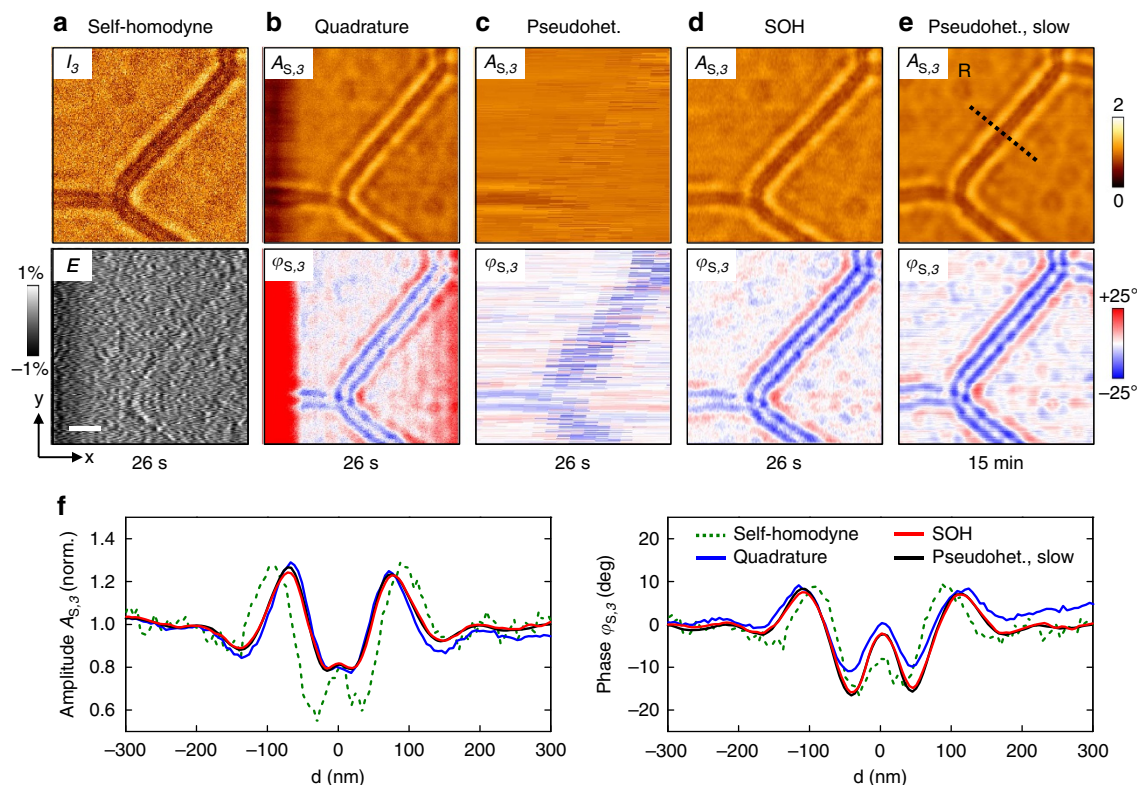 a Self-homodyne
b Quadrature
c Pseudohet.
d SOH
e Pseudohet., slow
I3
AS,3
AS,3
AS,3
AS,3
R
2
0
E
φS,3
φS,3
φS,3
φS,3
1%
–1%
+25°
–25°
y
x
26 s
26 s
26 s
26 s
15 min
f
Amplitude AS,3 (norm.)
1.4
1.2
1.0
0.8
0.6
–300
–200
–100
0
100
200
300
d (nm)
Phase φS,3 (deg)
20
10
0
–10
–20
Self-homodyne
Quadrature
SOH
Pseudohet., slow
–300
–200
–100
0
100
200
300
d (nm)